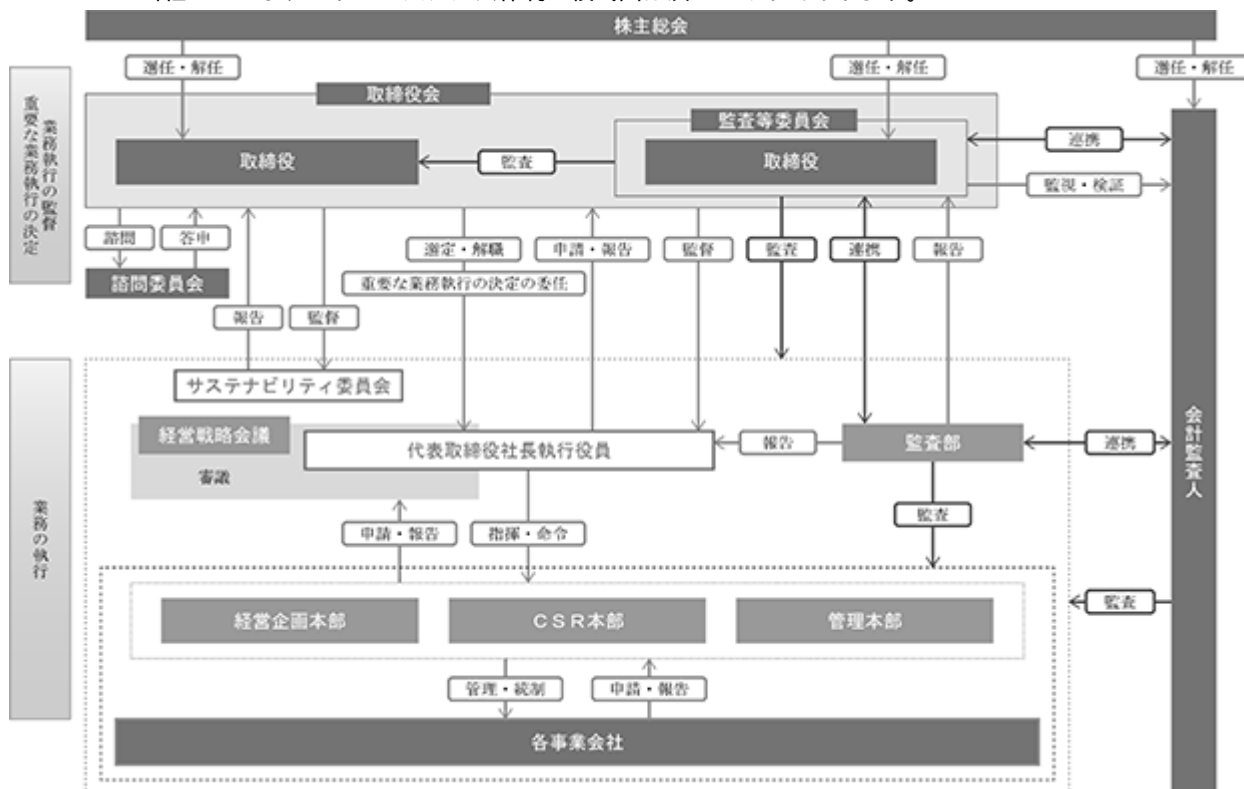 株主総会
選任・解任
選任・解任
選任・解任
業務執行の監督
重要な業務執行の決定
取締役会
監査等委員会
取締役
監査
取締役
連携
監視・検証
諮問
答申
選定・解職
申請・報告
監督
監査
連携
報告
諮問委員会
重要な業務執行の決定の委任
報告
監督
サステナビリティ委員会
経営戦略会議
審議
代表取締役社長執行役員
報告
監査部
連携
会計監査人
業務の執行
申請・報告
指揮・命令
監査
経営企画本部
CSR本部
管理本部
監査
管理・統制
申請・報告
各事業会社